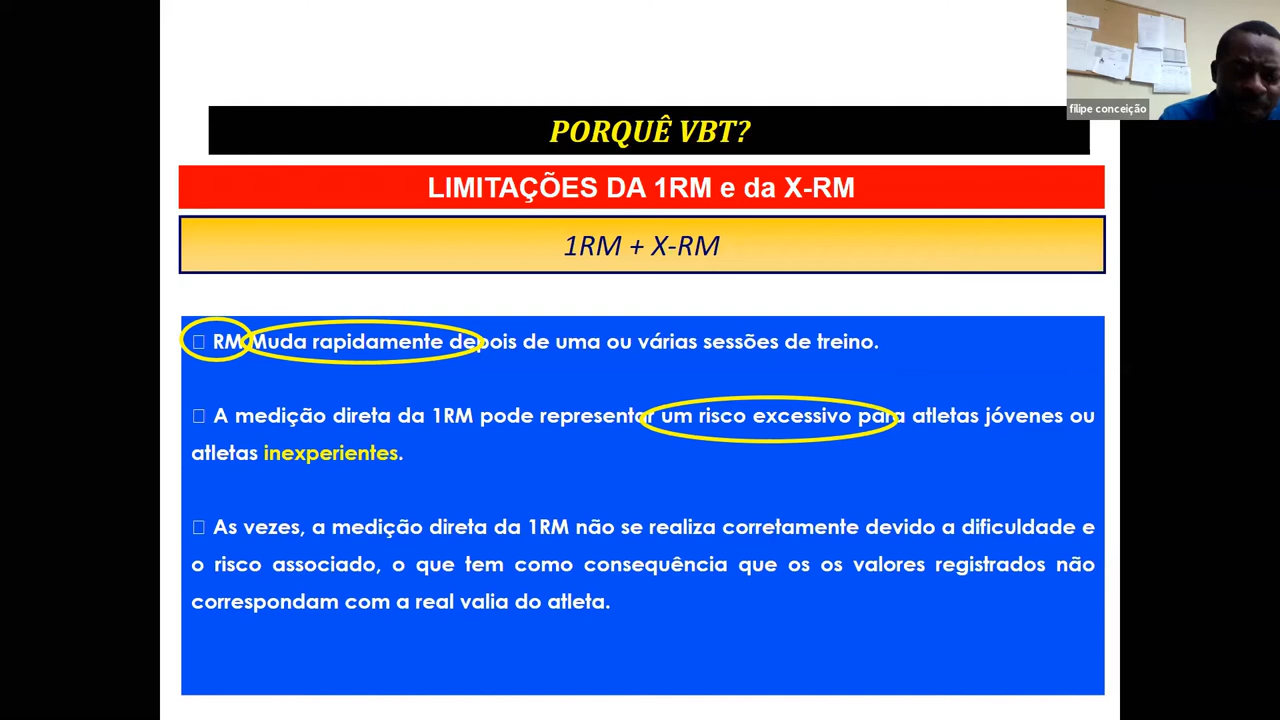 filipe conceição
PORQUÊ VBT?
LIMITAÇÕES DA 1RM e da X-RM
1RM + X-RM
RM Muda rapidamente depois de uma ou várias sessões de treino.
A medição direta da 1RM pode representar um risco excessivo para atletas jóvenes ou
atletas inexperientes.
As vezes, a medição direta da 1RM não se realiza corretamente devido a dificuldade e
o risco associado, o que tem como consequência que os os valores registrados não
correspondam com a real valia do atleta.